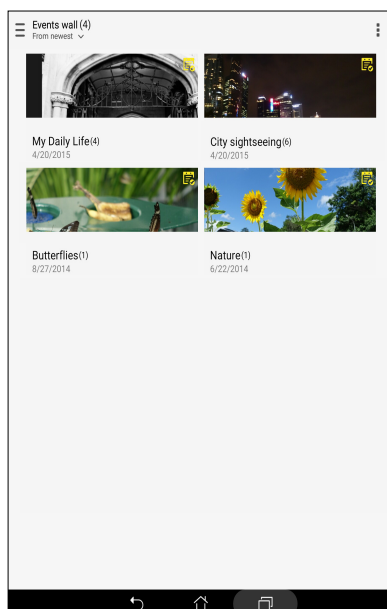 Events wall (4)
From newest
My Daily Life(4)
4/20/2015
City sightseeing(6)
4/20/2015
Butterflies(1)
8/27/2014
Nature(1)
6/22/2014